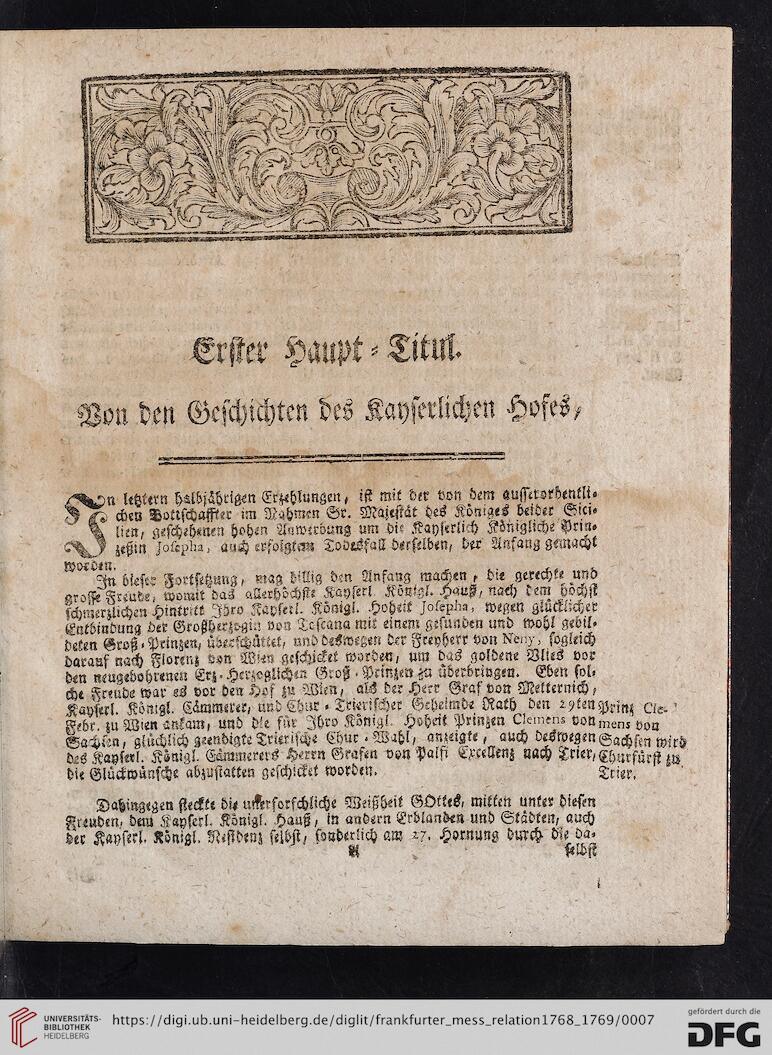 Erster Haupt-Titul.
Von den Geschichten des Kayserlichen Hofes,
In letztern halbjährigen Erzehlungen, ist mit der von dem ausserordentli-
chen Bottschaffter im Nahmen Sr. Majestät des Königes beider Sici-
lien, geschehenen hohen Anwerbung um die Kayserlich Königliche Prin-
zeßin Josepha, auch erfolgtem Todesfall derselben, der Anfang gemacht
worden.
In dieser Fortsetzung, mag billig den Anfang machen, die gerechte und
grosse Freude, womit das allerhöchste Kayserl. Königl. Hauß, nach dem höchst
schmerzlichen Hintritt Ihro Kayserl. Königl. Hoheit Josepha, wegen glücklicher
Entbindung der Großherzogin von Toscana mit einem gesunden und wohl gebil-
deten Groß-Prinzen, überschüttet, und deswegen der Freyherr von Neny, sogleich
darauf nach Florenz von Wien geschicket worden, um das goldene Vlies vor
den neugebohrenen Erz-Herzoglichen Groß-Prinzen zu überbringen. Eben sol-
che Freude war es vor den Hof zu Wien, als der Herr Graf von Metternich,
Kayserl. Königl. Cämmerer, und Chur-Trierischer Geheimde Rath den 29ten
Febr. zu Wien ankam, und die für Ihro Königl. Hoheit Prinzen Clemens von
Sachsen, glüchlich geendigte Trierische Chur-Wahl, anzeigte, auch deswegen
des Kayserl. Königl. Cämmerers Herrn Grafen von Palfi Excellenz nach Trier,
die Glückwünsche abzustatten geschicket worden.
Prinz Cle-
mens von
Sachsen wird
Churfürst zu
Trier.
Dahingegen steckte die unerforschliche Weißheit GOttes, mitten unter diesen
Freuden, dem Kayserl. Königl. Hauß, in andern Erblanden und Städten, auch
der Kayserl. Königl. Residenz selbst, sonderlich am 27. Hornung durch die da-
A selbst
UNIVERSITÄTS-
BIBLIOTHEK
HEIDELBERG
https://digi.ub.uni-heidelberg.de/diglit/frankfurter_mess_relation1768_1769/0007
gefördert durch die
DFG